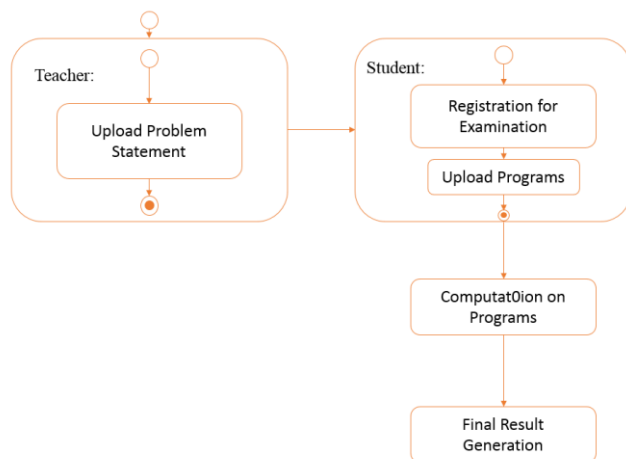 Teacher:
Upload Problem
Statement
Student:
Registration for
Examination
Upload Programs
Computat0ion on
Programs
Final Result
Generation